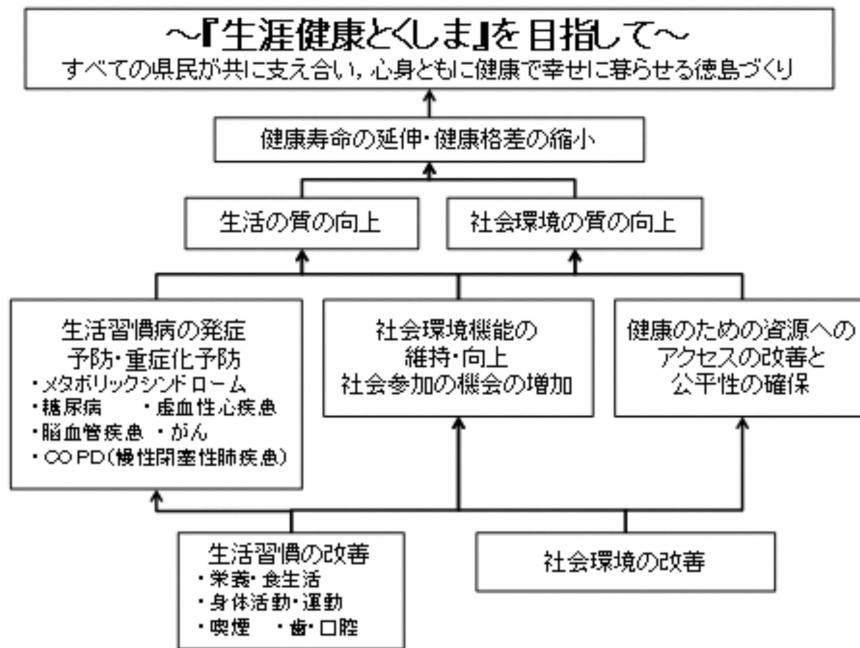 ～『生涯健康とくしま』を目指して～
すべての県民が共に支え合い，心身ともに健康で幸せに暮らせる徳島づくり
健康寿命の延伸・健康格差の縮小
生活の質の向上
社会環境の質の向上
生活習慣病の発症
予防・重症化予防
・メタボリックシンドローム
・糖尿病 ・虚血性心疾患
・脳血管疾患 ・がん
・COPD(慢性閉塞性肺疾患)
社会環境機能の
維持・向上
社会参加の機会の増加
健康のための資源への
アクセスの改善と
公平性の確保
生活習慣の改善
・栄養・食生活
・身体活動・運動
・喫煙 ・歯・口腔
社会環境の改善